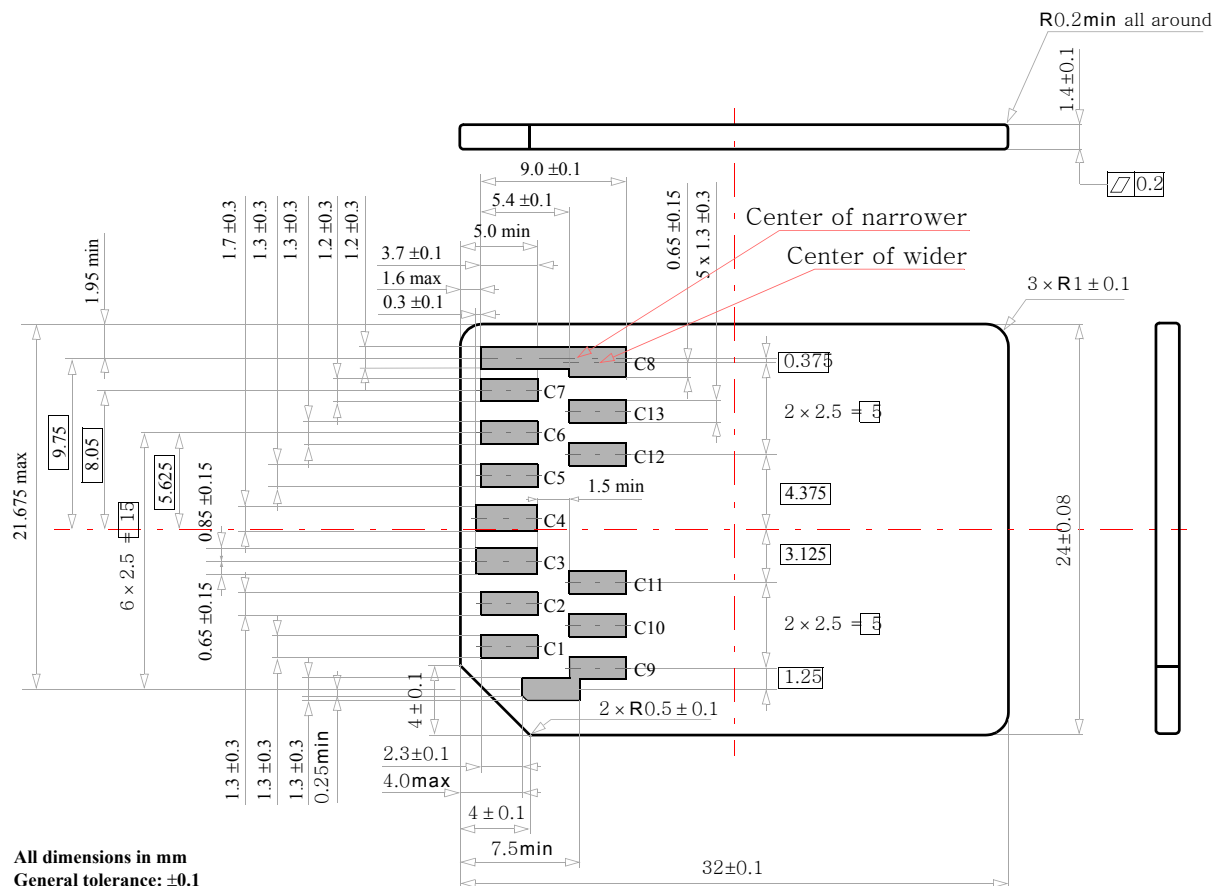 R0.2min all around
1.4±0.1
0.2
9.0 ±0.1
5.4 ±0.1
5.0 min
3.7 ±0.1
1.6 max
0.3 ±0.1
1.95 min
1.7 ±0.3
1.3 ±0.3
1.3 ±0.3
1.2 ±0.3
1.2 ±0.3
0.65 ±0.15
5 x 1.3 ±0.3
Center of narrower
Center of wider
3 × R1 ± 0.1
C8
0.375
C7
C13
2 × 2.5 = 5
C6
C12
C5
1.5 min
4.375
C4
21.675 max
9.75
8.05
6 × 2.5 = 15
5.625
0.85 ±0.15
0.65 ±0.15
24±0.08
C3
3.125
C11
C2
C10
2 × 2.5 = 5
C1
C9
1.25
4 ± 0.1
2 × R0.5 ± 0.1
1.3 ±0.3
1.3 ±0.3
1.3 ±0.3
0.25min
2.3±0.1
4.0max
4 ± 0.1
7.5min
32±0.1
All dimensions in mm
General tolerance: ±0.1